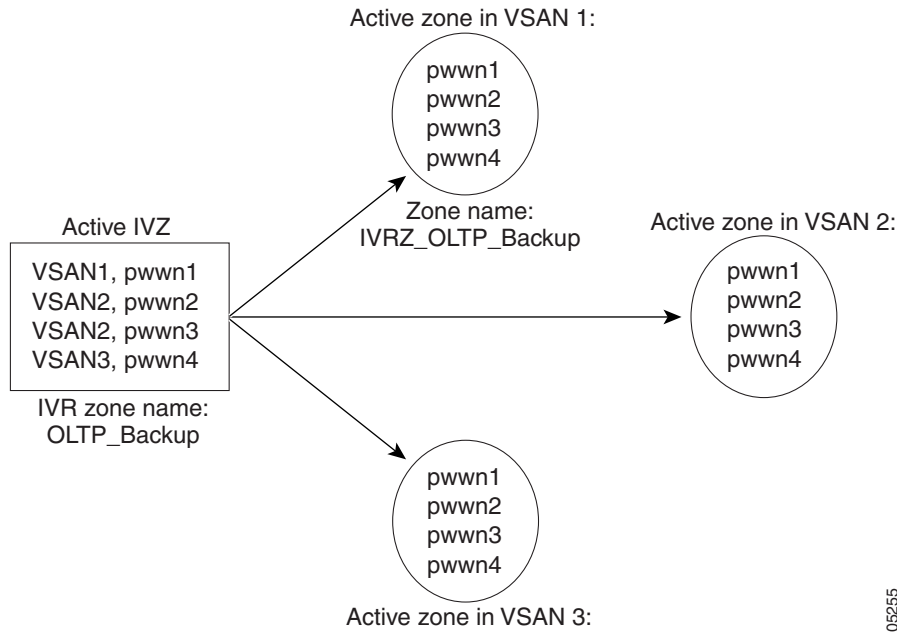 Active zone in VSAN 1:
pwwn1
pwwn2
pwwn3
pwwn4
Zone name:
IVRZ_OLTP_Backup
Active IVZ
VSAN1, pwwn1
VSAN2, pwwn2
VSAN2, pwwn3
VSAN3, pwwn4
IVR zone name:
OLTP_Backup
Active zone in VSAN 2:
pwwn1
pwwn2
pwwn3
pwwn4
pwwn1
pwwn2
pwwn3
pwwn4
Active zone in VSAN 3:
05255